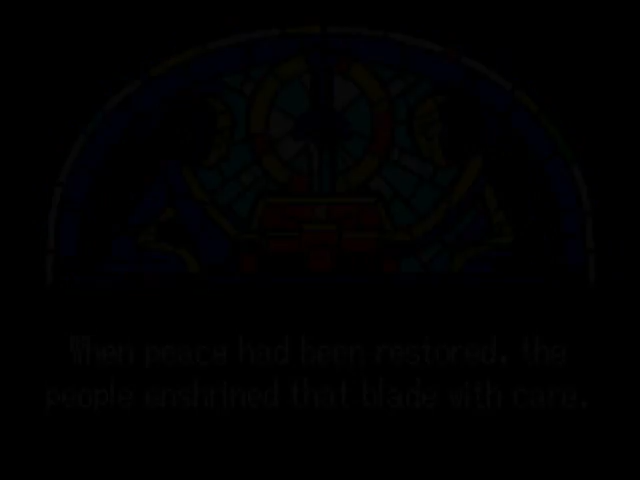 When peace had been restored, the
people enshrined that blade with care.